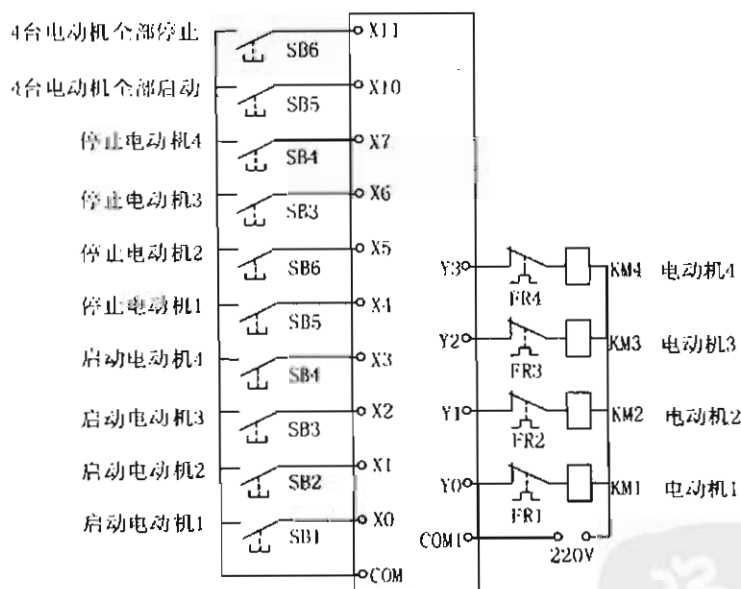 4台电动机全部停止 SB6 X11
4台电动机全部启动 SB5 X10
停止电动机4 SB4 X7
停止电动机3 SB3 X6
停止电动机2 SB6 X5
停止电动机1 SB5 X4
启动电动机4 SB4 X3
启动电动机3 SB3 X2
启动电动机2 SB2 X1
启动电动机1 SB1 X0
COM
Y3 FR4 KM4 电动机4
Y2 FR3 KM3 电动机3
Y1 FR2 KM2 电动机2
Y0 FR1 KM1 电动机1
COM1 220V